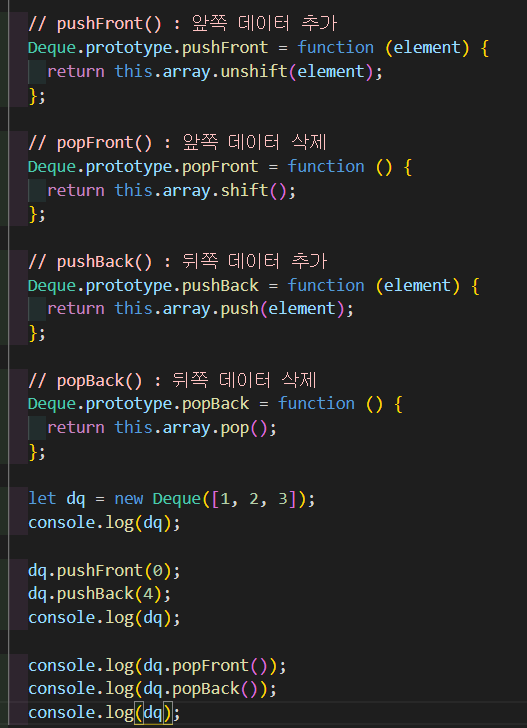 // pushFront() : 앞쪽 데이터 추가
Deque.prototype.pushFront = function (element) {
  return this.array.unshift(element);
};

// popFront() : 앞쪽 데이터 삭제
Deque.prototype.popFront = function () {
  return this.array.shift();
};

// pushBack() : 뒤쪽 데이터 추가
Deque.prototype.pushBack = function (element) {
  return this.array.push(element);
};

// popBack() : 뒤쪽 데이터 삭제
Deque.prototype.popBack = function () {
  return this.array.pop();
};

let dq = new Deque([1, 2, 3]);
console.log(dq);

dq.pushFront(0);
dq.pushBack(4);
console.log(dq);

console.log(dq.popFront());
console.log(dq.popBack());
console.log(dq);